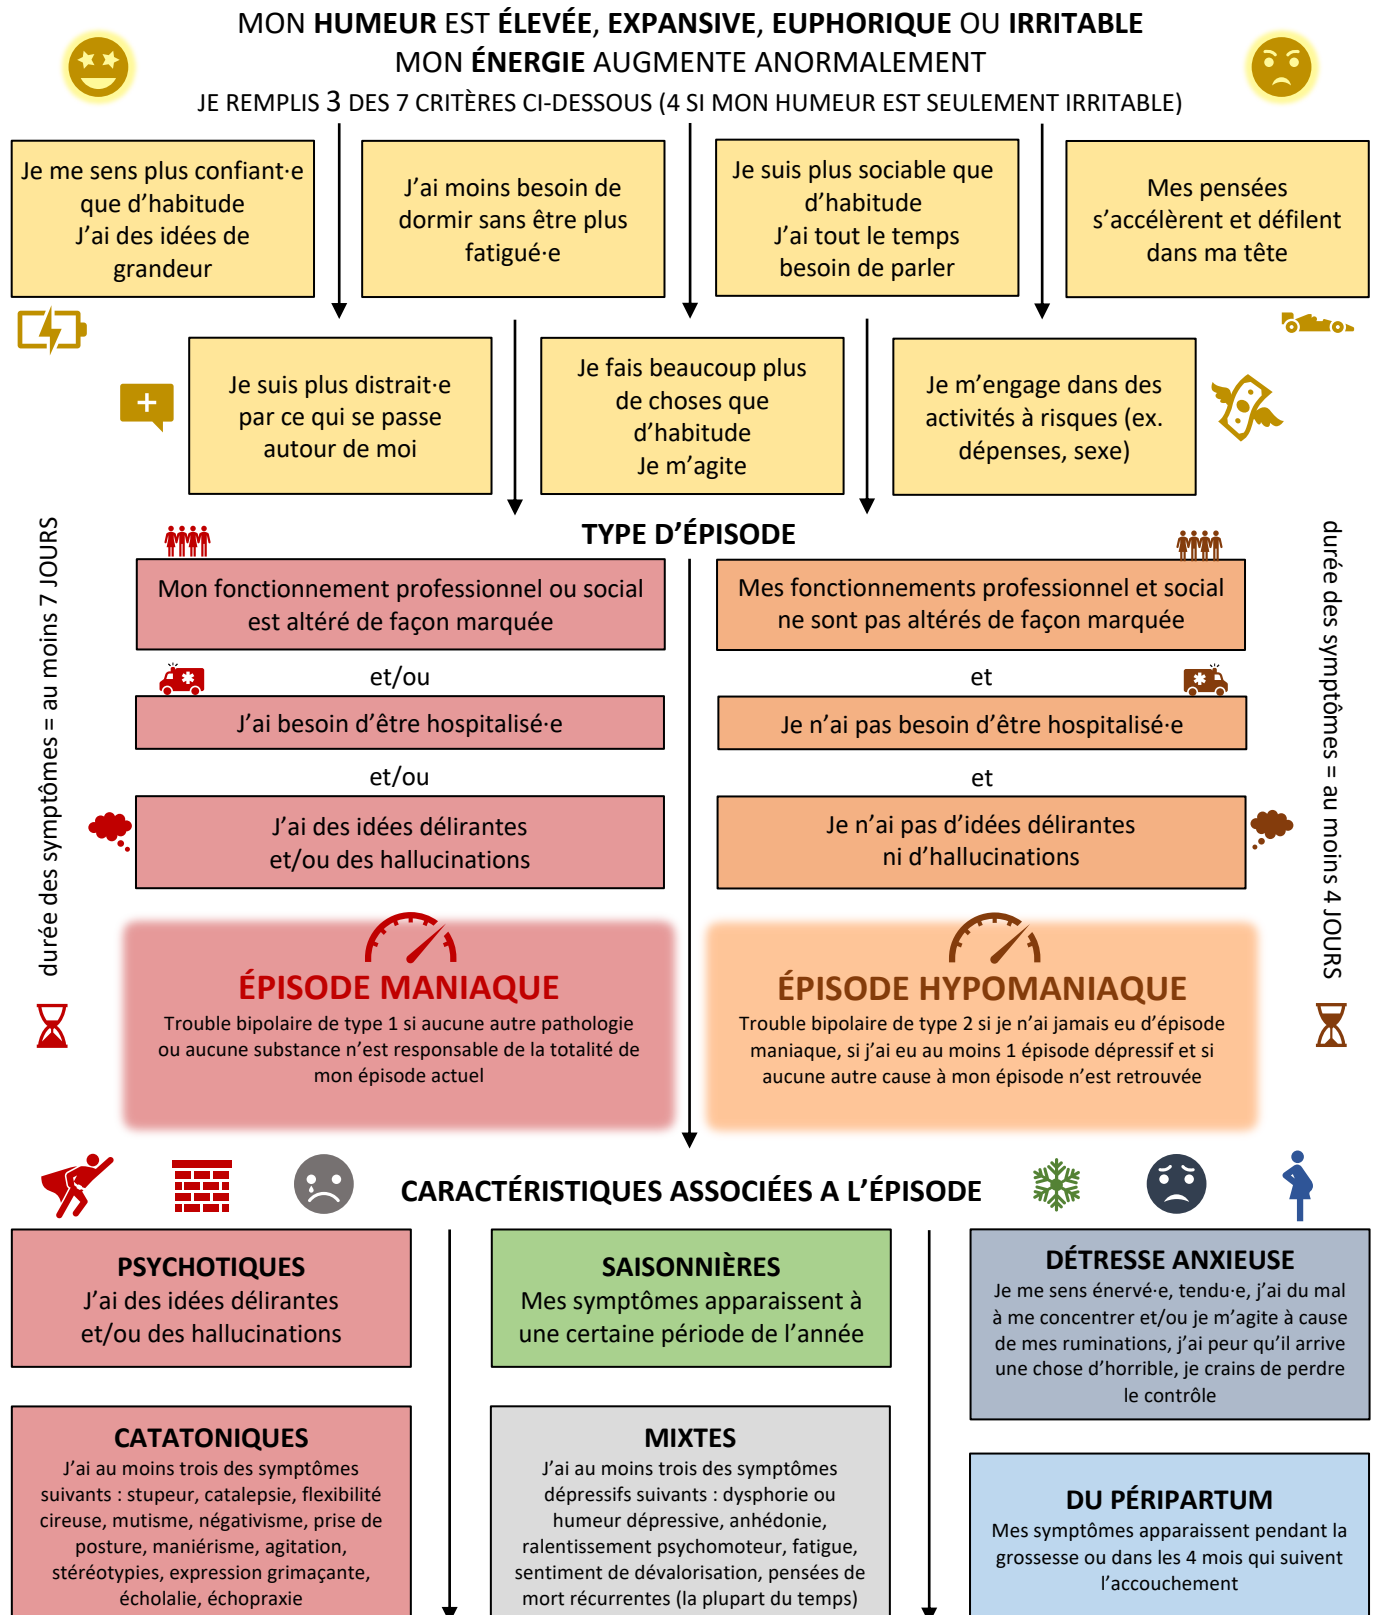 MON HUMEUR EST ÉLEVÉE, EXPANSIVE, EUPHORIQUE OU IRRITABLE
MON ÉNERGIE AUGMENTE ANORMALEMENT
JE REMPLIS 3 DES 7 CRITÈRES CI-DESSOUS (4 SI MON HUMEUR EST SEULEMENT IRRITABLE)
Je me sens plus confiant·e
que d’habitude
J’ai des idées de
grandeur
J’ai moins besoin de
dormir sans être plus
fatigué·e
Je suis plus sociable que
d’habitude
J’ai tout le temps
besoin de parler
Mes pensées
s’accélèrent et défilent
dans ma tête
Je suis plus distrait·e
par ce qui se passe
autour de moi
Je fais beaucoup plus
de choses que
d’habitude
Je m’agite
Je m’engage dans des
activités à risques (ex.
dépenses, sexe)
TYPE D’ÉPISODE
durée des symptômes = au moins 7 JOURS
Mon fonctionnement professionnel ou social
est altéré de façon marquée
et/ou
J’ai besoin d’être hospitalisé·e
et/ou
J’ai des idées délirantes
et/ou des hallucinations
ÉPISODE MANIAQUE
Trouble bipolaire de type 1 si aucune autre pathologie
ou aucune substance n’est responsable de la totalité de
mon épisode actuel
Mes fonctionnements professionnel et social
ne sont pas altérés de façon marquée
et
Je n’ai pas besoin d’être hospitalisé·e
et
Je n’ai pas d’idées délirantes
ni d’hallucinations
ÉPISODE HYPOMANIAQUE
Trouble bipolaire de type 2 si je n’ai jamais eu d’épisode
maniaque, si j’ai eu au moins 1 épisode dépressif et si
aucune autre cause à mon épisode n’est retrouvée
durée des symptômes = au moins 4 JOURS
CARACTÉRISTIQUES ASSOCIÉES A L’ÉPISODE
PSYCHOTIQUES
J’ai des idées délirantes
et/ou des hallucinations
SAISONNIÈRES
Mes symptômes apparaissent à
une certaine période de l’année
DÉTRESSE ANXIEUSE
Je me sens énervé·e, tendu·e, j’ai du mal
à me concentrer et/ou je m’agite à cause
de mes ruminations, j’ai peur qu’il arrive
une chose d’horrible, je crains de perdre
le contrôle
CATATONIQUES
J’ai au moins trois des symptômes
suivants : stupeur, catalepsie, flexibilité
cireuse, mutisme, négativisme, prise de
posture, maniérisme, agitation,
stéréotypies, expression grimaçante,
écholalie, échopraxie
MIXTES
J’ai au moins trois des symptômes
dépressifs suivants : dysphorie ou
humeur dépressive, anhédonie,
ralentissement psychomoteur, fatigue,
sentiment de dévalorisation, pensées de
mort récurrentes (la plupart du temps)
DU PÉRIPARTUM
Mes symptômes apparaissent pendant la
grossesse ou dans les 4 mois qui suivent
l’accouchement